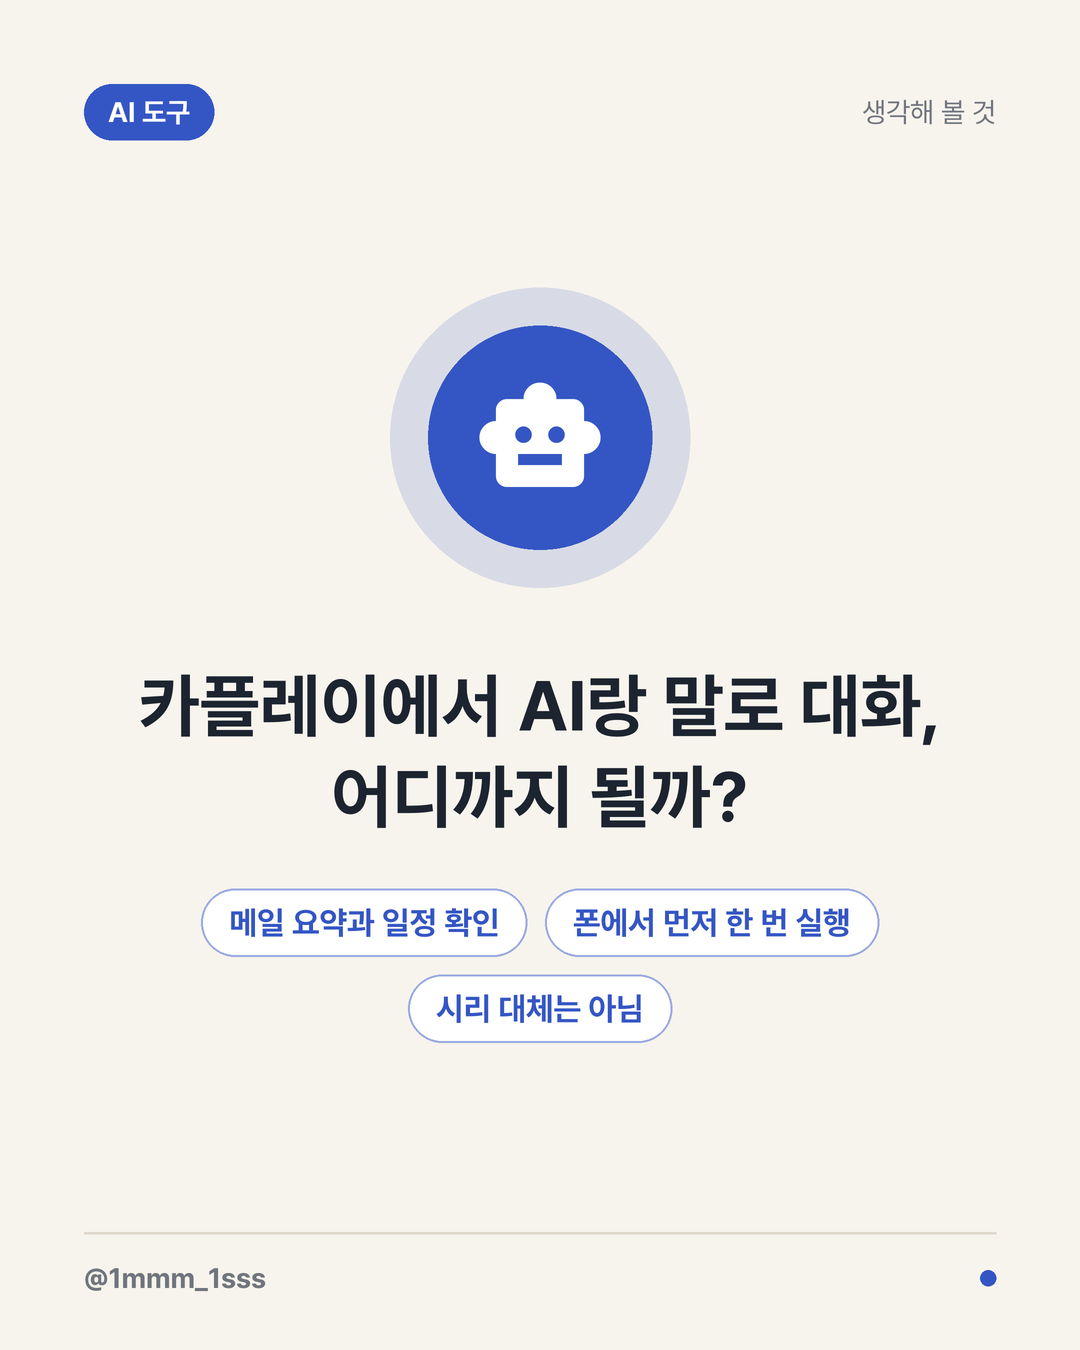 AI 도구
생각해 볼 것
카플레이에서 AI랑 말로 대화,
어디까지 될까?
메일 요약과 일정 확인
폰에서 먼저 한 번 실행
시리 대체는 아님
@1mmm_1sss